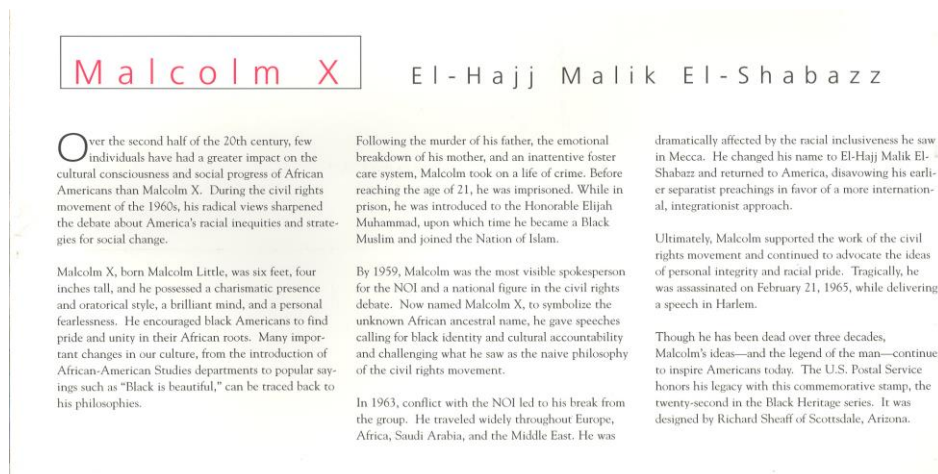 Malcolm X El-Hajj Malik El-Shabazz
Over the second half of the 20th century, few
individuals have had a greater impact on the
cultural consciousness and social progress of African
Americans than Malcolm X. During the civil rights
movement of the 1960s, his radical views sharpened
the debate about America's racial inequities and strate-
gies for social change.
Malcolm X, born Malcolm Little, was six feet, four
inches tall, and he possessed a charismatic presence
and oratorical style, a brilliant mind, and a personal
fearlessness. He encouraged black Americans to find
pride and unity in their African roots. Many impor-
tant changes in our culture, from the introduction of
African-American Studies departments to popular say-
ings such as “Black is beautiful,” can be traced back to
his philosophies.
Following the murder of his father, the emotional
breakdown of his mother, and an inattentive foster
care system, Malcolm took on a life of crime. Before
reaching the age of 21, he was imprisoned. While in
prison, he was introduced to the Honorable Elijah
Muhammad, upon which time he became a Black
Muslim and joined the Nation of Islam.
By 1959, Malcolm was the most visible spokesperson
for the NOI and a national figure in the civil rights
debate. Now named Malcolm X, to symbolize the
unknown African ancestral name, he gave speeches
calling for black identity and cultural accountability
and challenging what he saw as the naive philosophy
of the civil rights movement.
In 1963, conflict with the NOI led to his break from
the group. He traveled widely throughout Europe,
Africa, Saudi Arabia, and the Middle East. He was
dramatically affected by the racial inclusiveness he saw
in Mecca. He changed his name to El-Hajj Malik El-
Shabazz and returned to America, disavowing his earli-
er separatist preachings in favor of a more internation-
al, integrationist approach.
Ultimately, Malcolm supported the work of the civil
rights movement and continued to advocate the ideas
of personal integrity and racial pride. Tragically, he
was assassinated on February 21, 1965, while delivering
a speech in Harlem.
Though he has been dead over three decades,
Malcolm's ideas—and the legend of the man—continue
to inspire Americans today. The U.S. Postal Service
honors his legacy with this commemorative stamp, the
twenty-second in the Black Heritage series. It was
designed by Richard Sheaff of Scottsdale, Arizona.